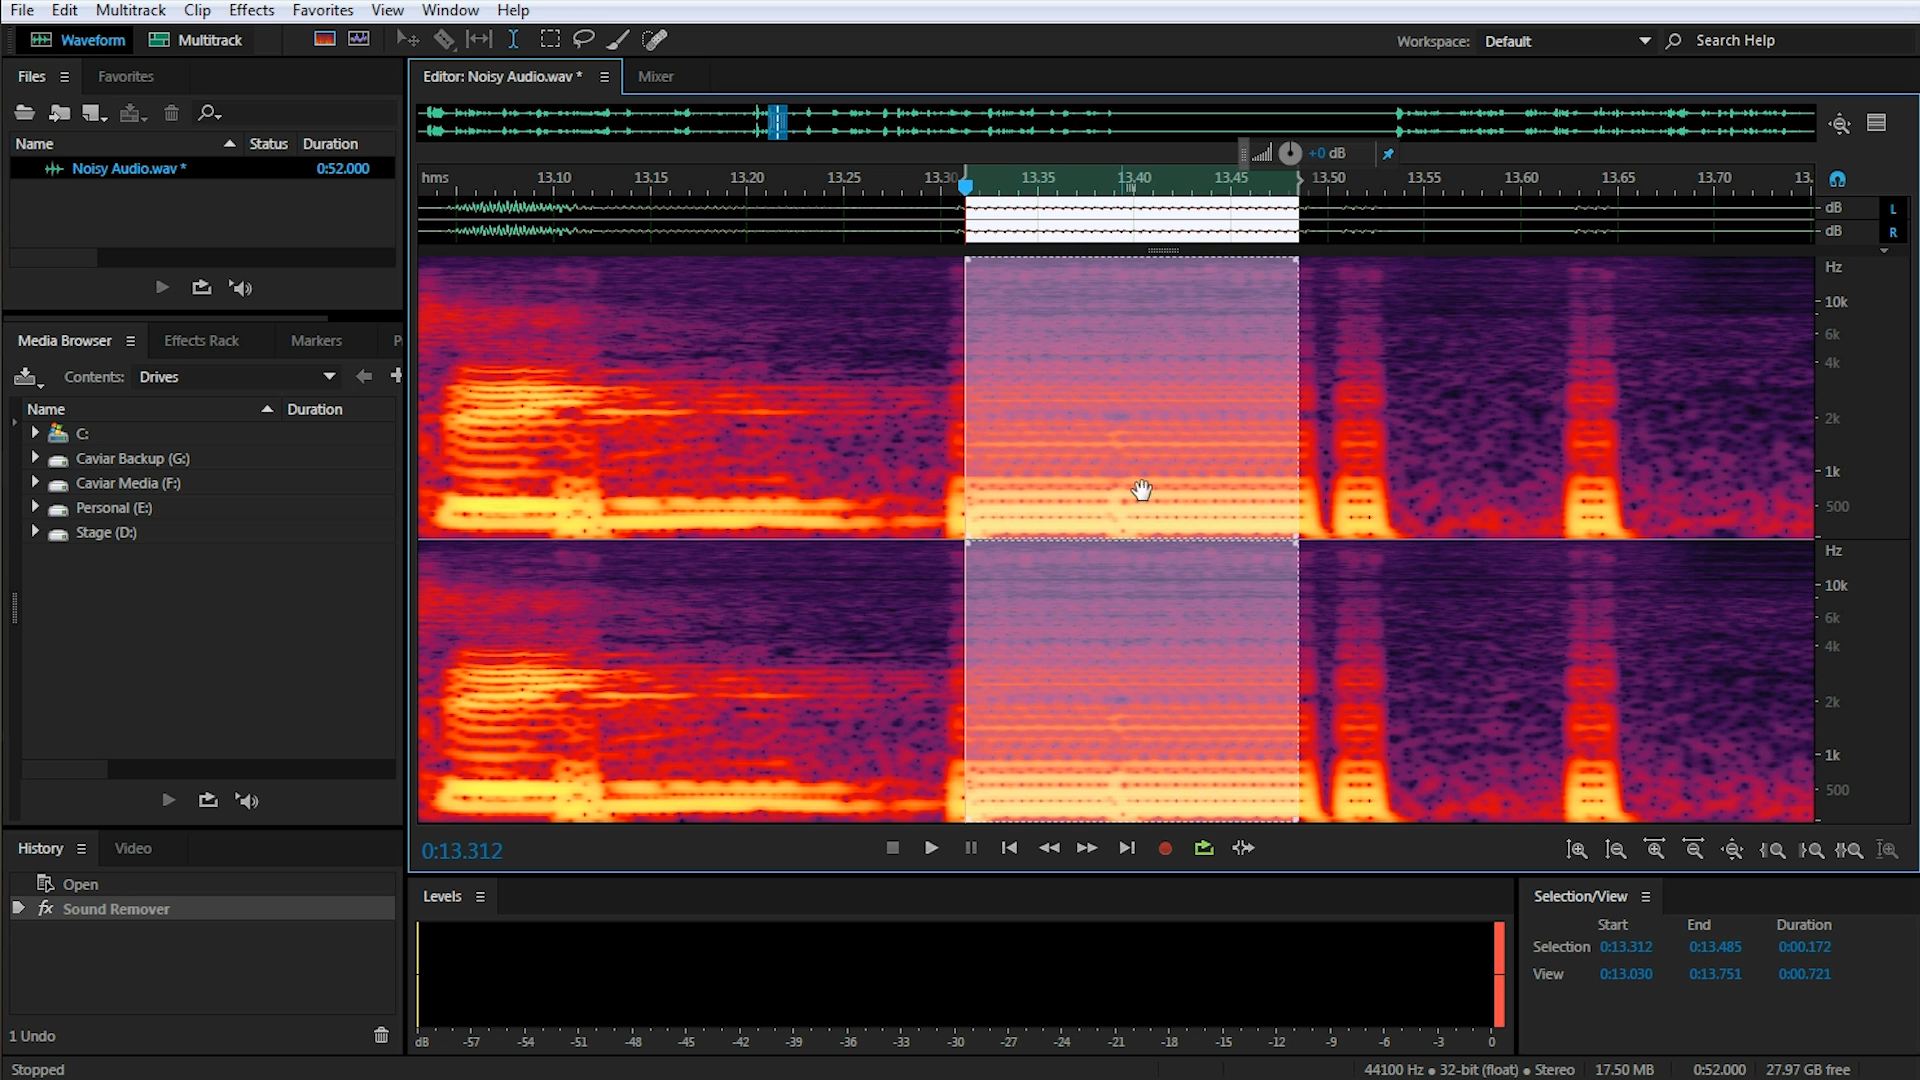 File Edit Multitrack Clip Effects Favorites View Window Help
Waveform Multitrack Workspace: Default Search Help
Files Favorites
Name Status Duration
Noisy Audio.wav * 0:52.000
Media Browser Effects Rack Markers P
Contents: Drives
Name Duration
C:
Caviar Backup (G:)
Caviar Media (F:)
Personal (E:)
Stage (D:)
History Video
Open
fx Sound Remover
1 Undo
Stopped
Editor: Noisy Audio.wav * Mixer
+0 dB
hms 13.10 13.15 13.20 13.25 13.30 13.35 13.40 13.45 13.50 13.55 13.60 13.65 13.70 13.
dB L
dB R
Hz
10k
6k
4k
2k
1k
500
Hz
10k
6k
4k
2k
1k
500
0:13.312
Levels
dB -57 -54 -51 -48 -45 -42 -39 -36 -33 -30 -27 -24 -21 -18 -15 -12 -9 -6 -3 0
Selection/View
Start End Duration
Selection 0:13.312 0:13.485 0:00.172
View 0:13.030 0:13.751 0:00.721
44100 Hz ● 32-bit (float) ● Stereo 17.50 MB 0:52.000 27.97 GB free